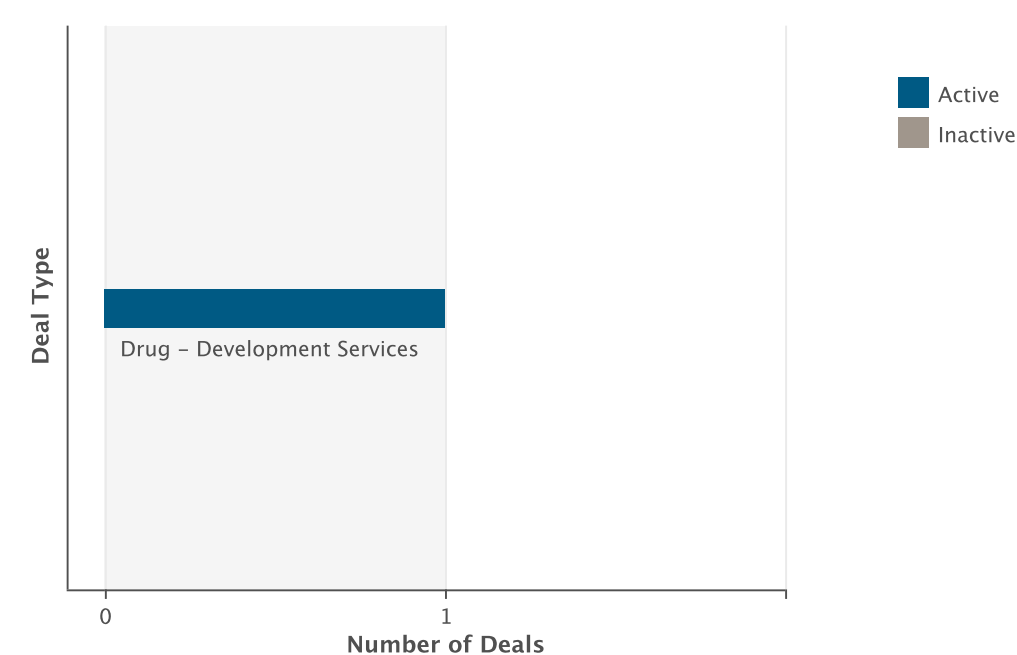 Active
Inactive
Deal Type
Drug – Development Services
0
1
Number of Deals